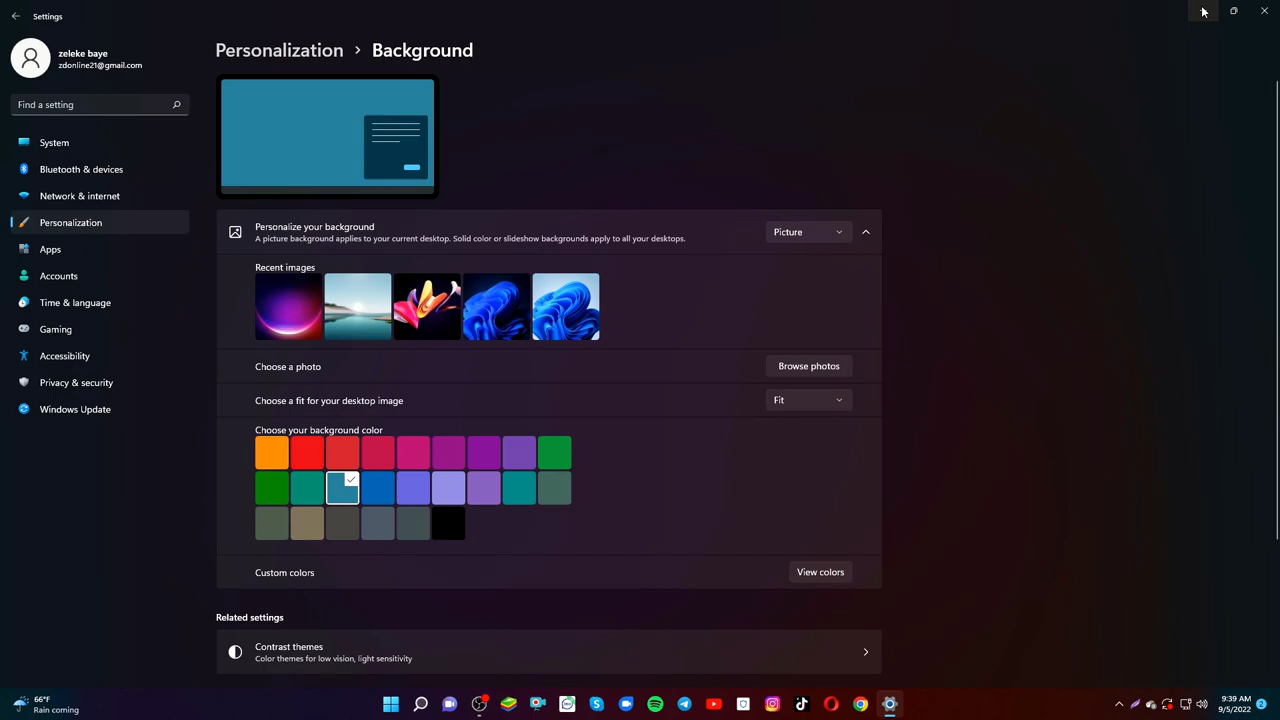 Settings
zeleke baye
zdonline21@gmail.com
Find a setting
System
Bluetooth & devices
Network & internet
Personalization
Apps
Accounts
Time & language
Gaming
Accessibility
Privacy & security
Windows Update
Personalization > Background
Personalize your background
A picture background applies to your current desktop. Solid color or slideshow backgrounds apply to all your desktops.
Picture
Recent images
Choose a photo
Browse photos
Choose a fit for your desktop image
Fit
Choose your background color
Custom colors
View colors
Related settings
Contrast themes
Color themes for low vision, light sensitivity
66°F
Rain coming
9:39 AM
9/5/2022
2